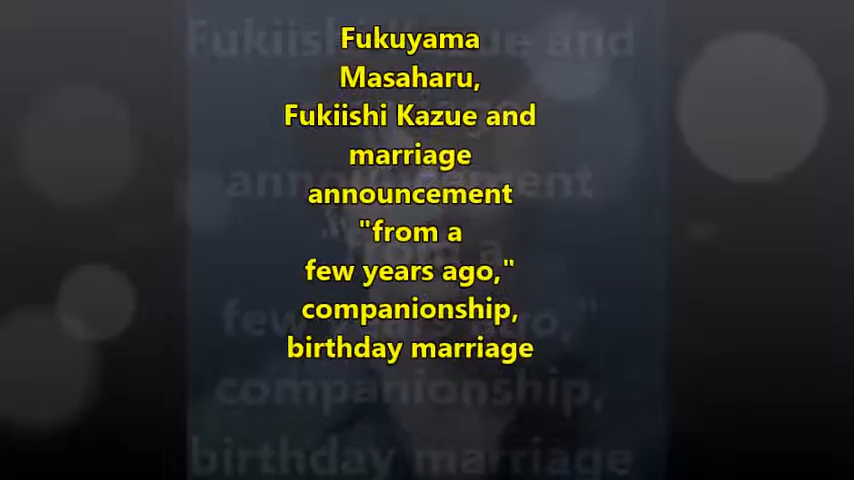 Fukuyama
Masaharu,
Fukiishi Kazue and
marriage
announcement
"from a
few years ago,"
companionship,
birthday marriage